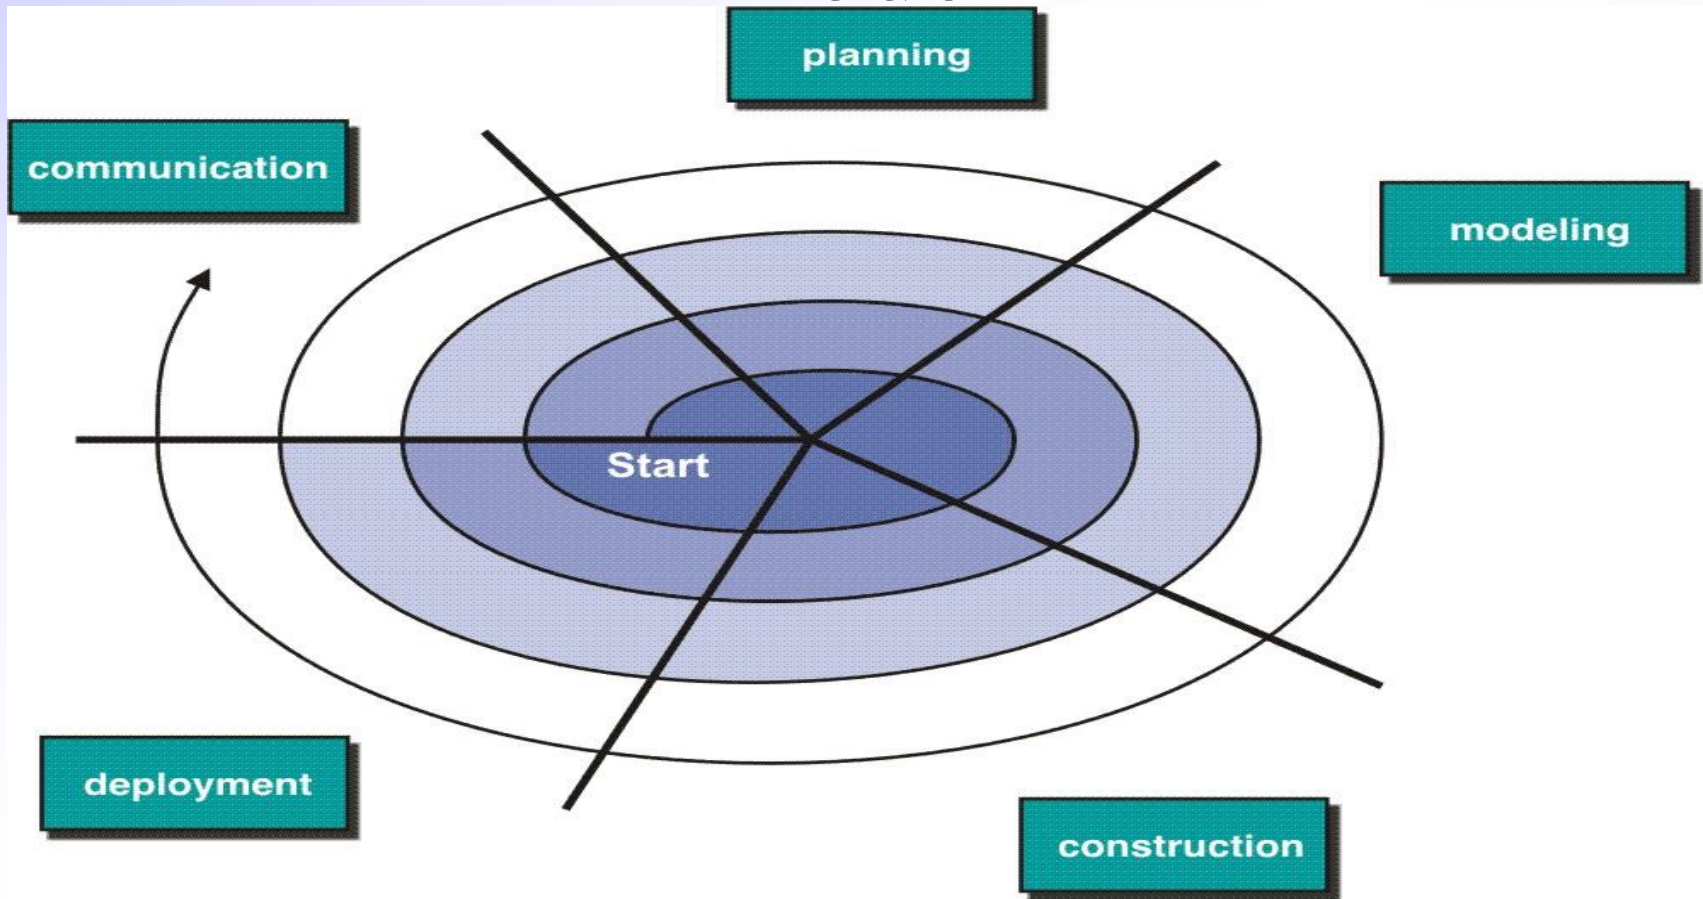 planning
communication
modeling
Start
deployment
construction